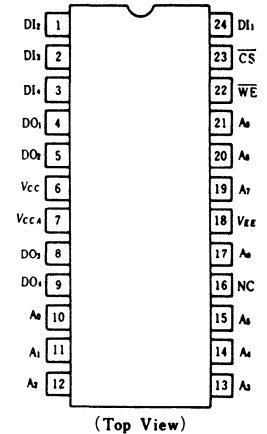 DI₂ 1 24 DI₁
DI₃ 2 23 C̅S̅
DI₄ 3 22 W̅E̅
DO₁ 4 21 A₉
DO₂ 5 20 A₈
Vcc 6 19 A₇
VCCA 7 18 VEE
DO₃ 8 17 A₆
DO₄ 9 16 NC
A₀ 10 15 A₅
A₁ 11 14 A₄
A₂ 12 13 A₃
(Top View)